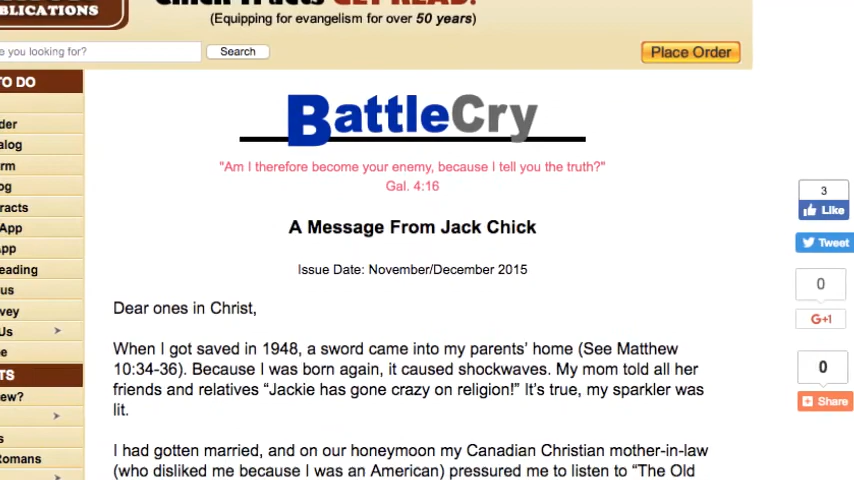 BLICATIONS
Chick Tracts GET READ!
(Equipping for evangelism for over 50 years)
e you looking for?
Search
Place Order
TO DO
BattleCry
"Am I therefore become your enemy, because I tell you the truth?"
Gal. 4:16
A Message From Jack Chick
Issue Date: November/December 2015
Dear ones in Christ,
When I got saved in 1948, a sword came into my parents' home (See Matthew
10:34-36). Because I was born again, it caused shockwaves. My mom told all her
friends and relatives “Jackie has gone crazy on religion!” It's true, my sparkler was
lit.
I had gotten married, and on our honeymoon my Canadian Christian mother-in-law
(who disliked me because I was an American) pressured me to listen to “The Old
der
alog
rm
og
racts
App
pp
eading
us
vey
Us
e
TS
ew?
s
Romans
3
Like
Tweet
0
G+1
0
Share